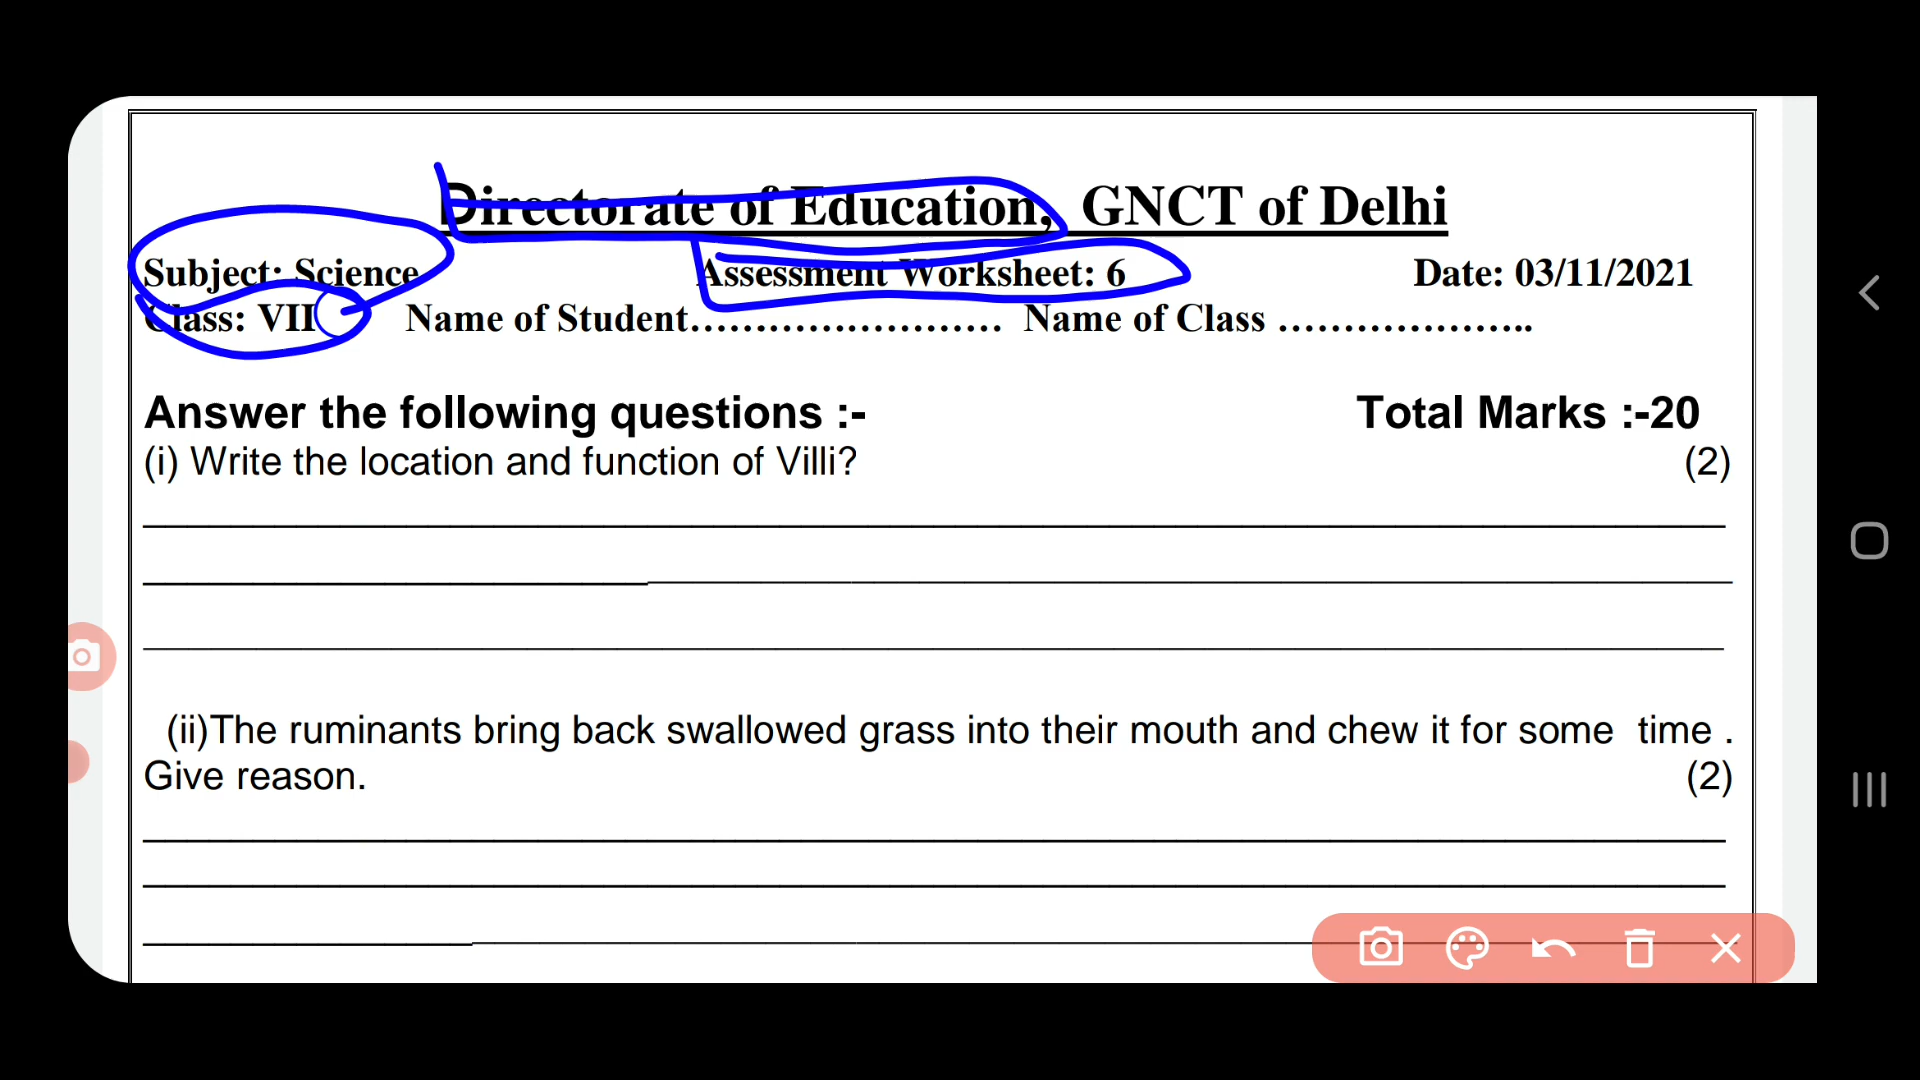 Directorate of Education, GNCT of Delhi
Subject: Science Assessment Worksheet: 6 Date: 03/11/2021
Class: VII Name of Student........................ Name of Class ....................
Answer the following questions :- Total Marks :-20
(i) Write the location and function of Villi? (2)
(ii)The ruminants bring back swallowed grass into their mouth and chew it for some time .
Give reason. (2)